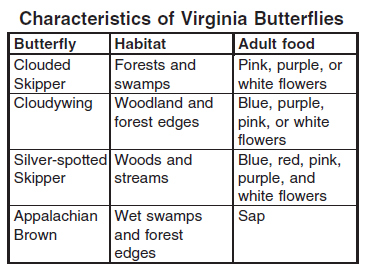 Characteristics of Virginia Butterflies
Butterfly Habitat Adult food
Clouded Skipper Forests and swamps Pink, purple, or white flowers
Cloudywing Woodland and forest edges Blue, purple, pink, or white flowers
Silver-spotted Skipper Woods and streams Blue, red, pink, purple, and white flowers
Appalachian Brown Wet swamps and forest edges Sap